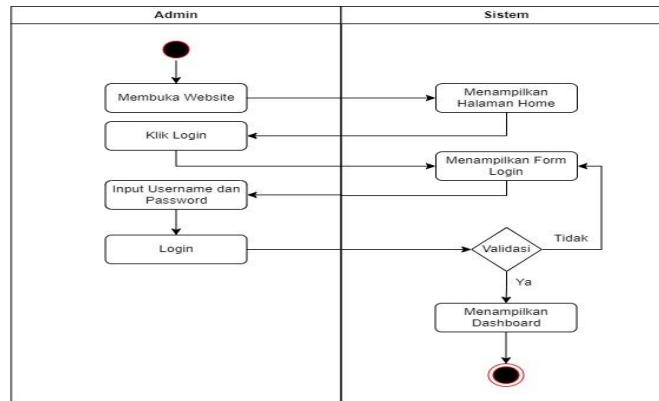 Admin
Sistem
Membuka Website
Menampilkan
Halaman Home
Klik Login
Menampilkan Form
Login
Input Username dan
Password
Login
Validasi
Tidak
Ya
Menampilkan
Dashboard